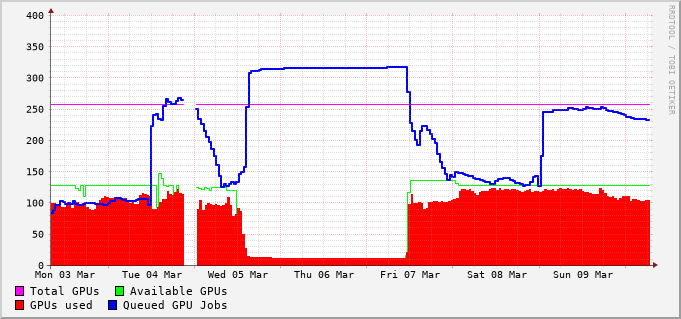 400
350
300
250
200
150
100
50
0
Mon 03 Mar Tue 04 Mar Wed 05 Mar Thu 06 Mar Fri 07 Mar Sat 08 Mar Sun 09 Mar
Total GPUs Available GPUs
GPUs used Queued GPU Jobs
RRDTOOL / TOBI OETIKER